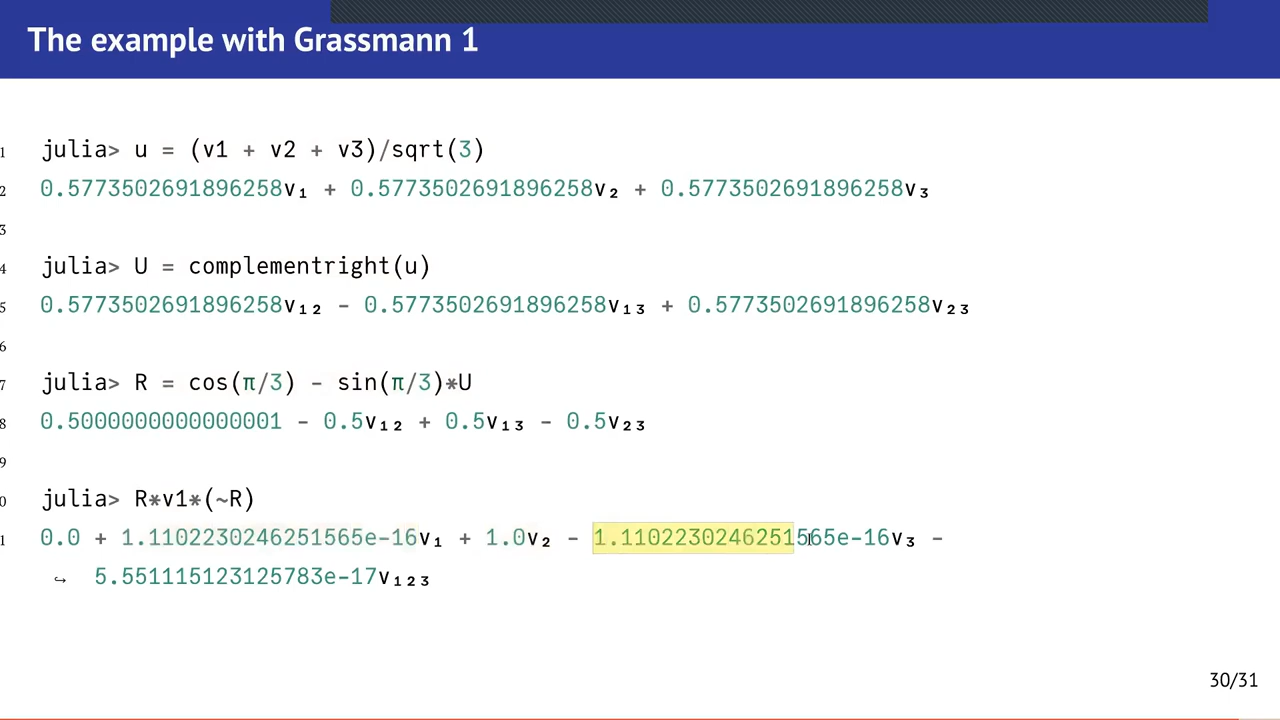 The example with Grassmann 1
1 julia> u = (v1 + v2 + v3)/sqrt(3)
2 0.5773502691896258v₁ + 0.5773502691896258v₂ + 0.5773502691896258v₃
3
4 julia> U = complementright(u)
5 0.5773502691896258v₁₂ - 0.5773502691896258v₁₃ + 0.5773502691896258v₂₃
6
7 julia> R = cos(π/3) - sin(π/3)*U
8 0.5000000000000001 - 0.5v₁₂ + 0.5v₁₃ - 0.5v₂₃
9
0 julia> R*v1*(~R)
1 0.0 + 1.1102230246251565e-16v₁ + 1.0v₂ - 1.1102230246251565e-16v₃ -
↪ 5.551115123125783e-17v₁₂₃
30/31